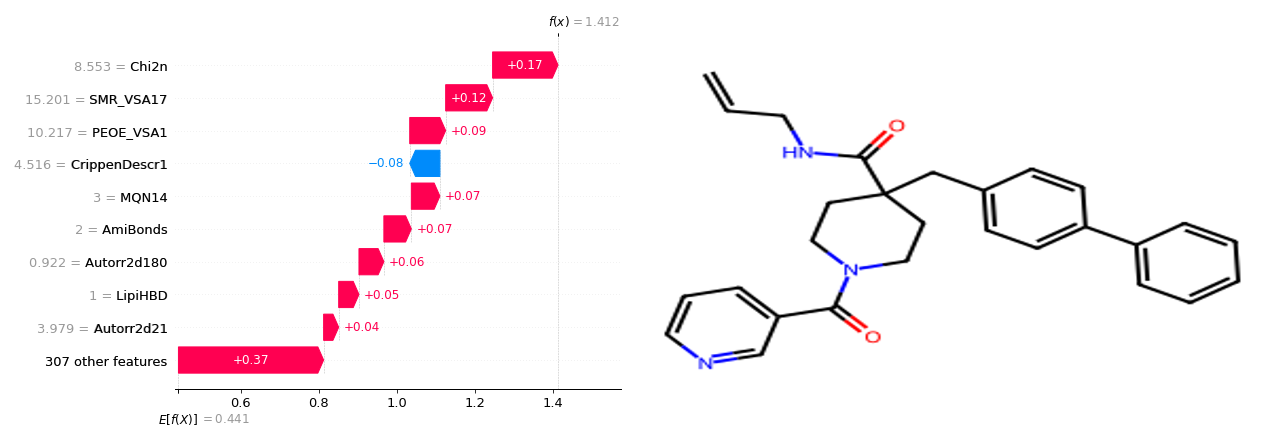 f(x) = 1.412
8.553 = Chi2n
+0.17
15.201 = SMR_VSA17
+0.12
10.217 = PEOE_VSA1
+0.09
4.516 = CrippenDescr1
−0.08
3 = MQN14
+0.07
2 = AmiBonds
+0.07
0.922 = Autorr2d180
+0.06
1 = LipiHBD
+0.05
3.979 = Autorr2d21
+0.04
307 other features
+0.37
0.6 0.8 1.0 1.2 1.4
E[f(X)] = 0.441
O
HN
N
O
N